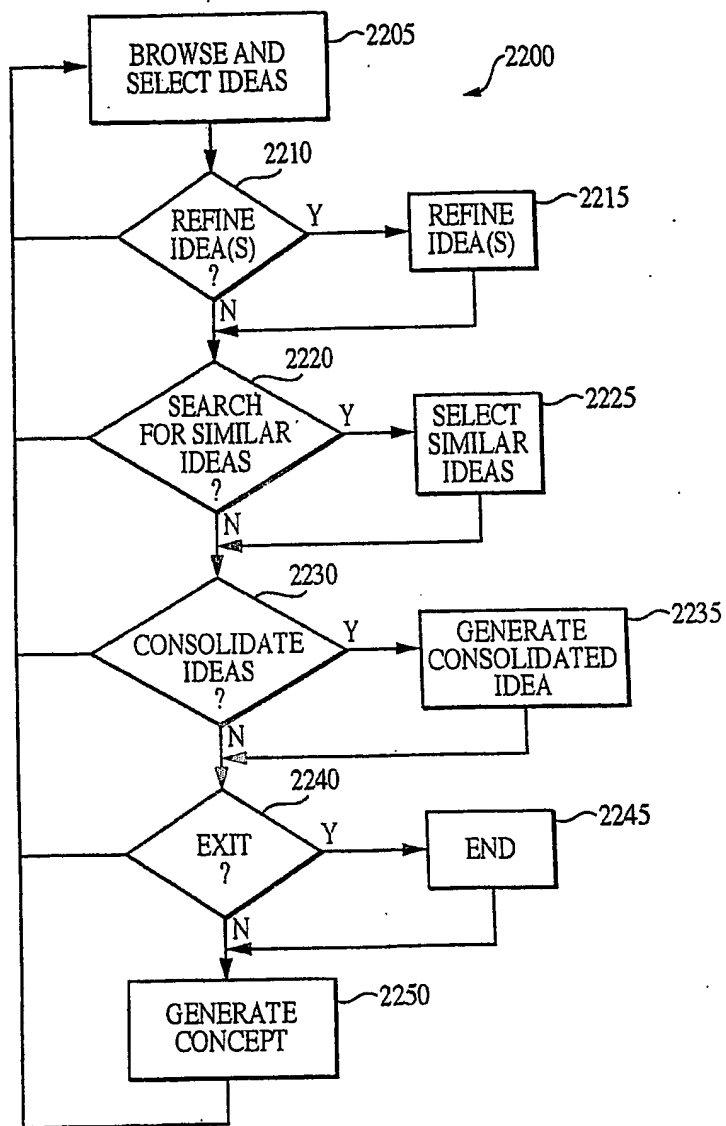 BROWSE AND
SELECT IDEAS
2205
2200
2210
REFINE
IDEA(S)
?
Y
N
REFINE
IDEA(S)
2215
2220
SEARCH
FOR SIMILAR
IDEAS
?
Y
N
SELECT
SIMILAR
IDEAS
2225
2230
CONSOLIDATE
IDEAS
?
Y
N
GENERATE
CONSOLIDATED
IDEA
2235
2240
EXIT
?
Y
N
END
2245
GENERATE
CONCEPT
2250